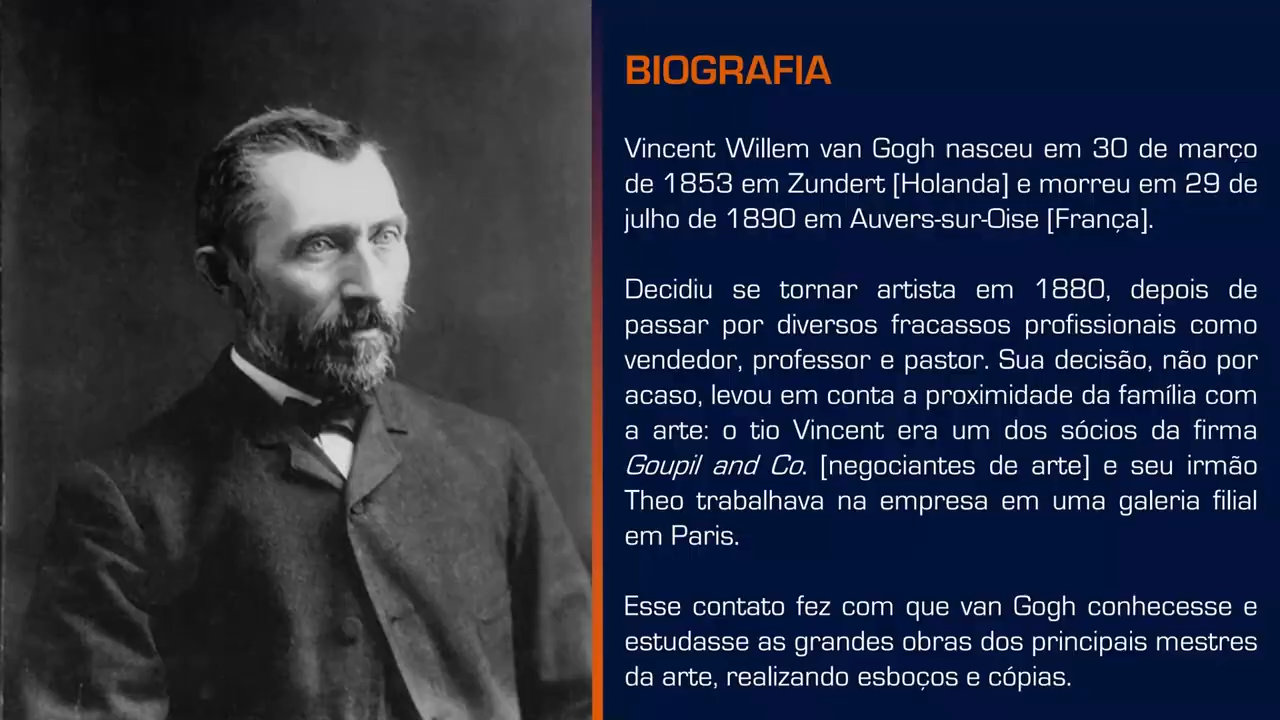 BIOGRAFIA
Vincent Willem van Gogh nasceu em 30 de março
de 1853 em Zundert [Holanda] e morreu em 29 de
julho de 1890 em Auvers-sur-Oise [França].
Decidiu se tornar artista em 1880, depois de
passar por diversos fracassos profissionais como
vendedor, professor e pastor. Sua decisão, não por
acaso, levou em conta a proximidade da família com
a arte: o tio Vincent era um dos sócios da firma
Goupil and Co. [negociantes de arte] e seu irmão
Theo trabalhava na empresa em uma galeria filial
em Paris.
Esse contato fez com que van Gogh conhecesse e
estudasse as grandes obras dos principais mestres
da arte, realizando esboços e cópias.